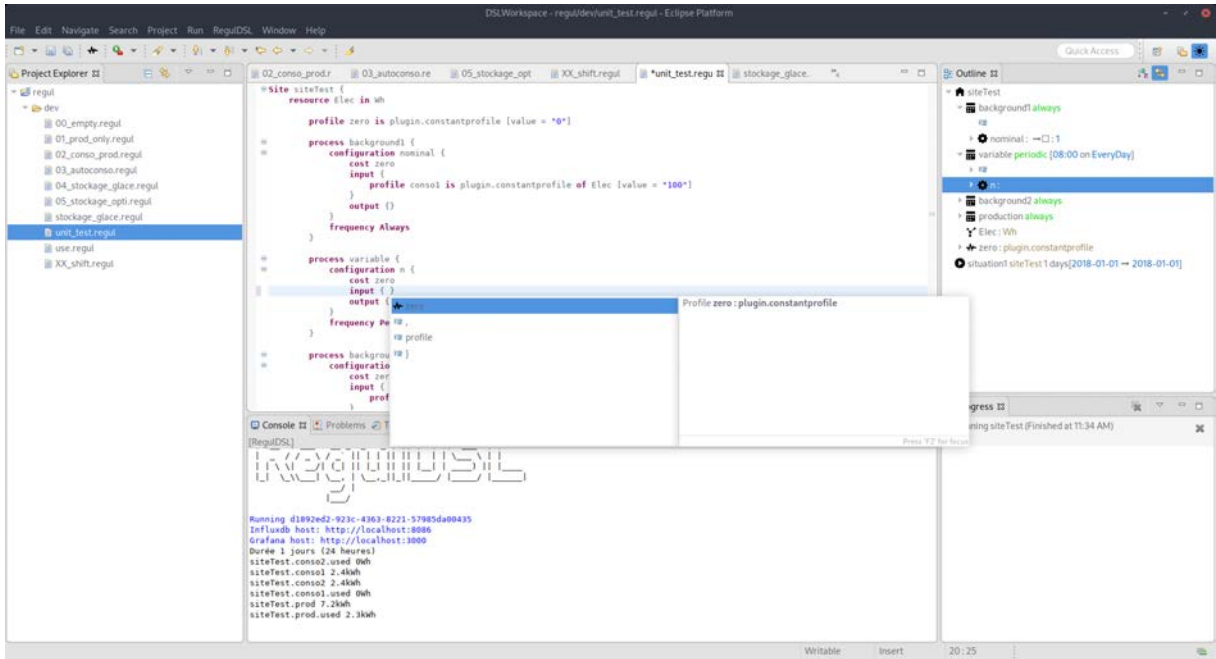 DSLWorkspace - regul/dev/unit_test.regul - Eclipse Platform
File Edit Navigate Search Project Run RegulDSL Window Help
Quick Access
Project Explorer
regul
dev
00_empty.regul
01_prod_only.regul
02_conso_prod.regul
03_autoconso.regul
04_stockage_glace.regul
05_stockage_opti.regul
stockage_glace.regul
unit_test.regul
use.regul
XX_shift.regul
02_conso_prod.r 03_autoconso.re 05_stockage_opt XX_shift.regul *unit_test.regu stockage_glace.
Site siteTest {
resource Elec in Wh
profile zero is plugin.constantprofile [value = "0"]
process background1 {
configuration nominal {
cost zero
input {
profile conso1 is plugin.constantprofile of Elec [value = "100"]
}
output {}
}
frequency Always
}
process variable {
configuration n {
cost zero
input { }
output {
}
frequency Pe
}
process backgrou
configuratio
cost zer
input {
prof
}
zero
,
profile
}
Profile zero : plugin.constantprofile
Press 'F2' for focus
Console Problems T
[RegulDSL]
RegulDSL
Running d1892ed2-923c-4363-8221-57985da00435
Influxdb host: http://localhost:8086
Grafana host: http://localhost:3000
Durée 1 jours (24 heures)
siteTest.conso2.used 0Wh
siteTest.conso1 2.4kWh
siteTest.conso2 2.4kWh
siteTest.conso1.used 0Wh
siteTest.prod 7.2kWh
siteTest.prod.used 2.3kWh
Outline
siteTest
background1 always
nominal : →□ : 1
variable periodic [08:00 on EveryDay]
n :
background2 always
production always
Elec : Wh
zero : plugin.constantprofile
situation1 siteTest 1 days[2018-01-01 → 2018-01-01]
ogress
ning siteTest (Finished at 11:34 AM)
Writable Insert 20 : 25